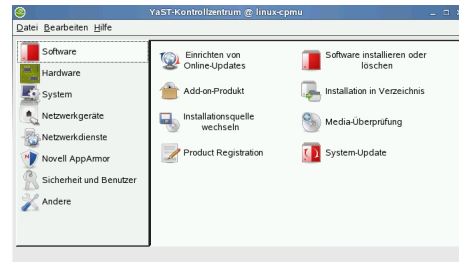 YaST-Kontrollzentrum @ linux-cpmu
Datei Bearbeiten Hilfe
Software
Hardware
System
Netzwerkgeräte
Netzwerkdienste
Novell AppArmor
Sicherheit und Benutzer
Andere
Einrichten von
Online-Updates
Software installieren oder
löschen
Add-on-Produkt
Installation in Verzeichnis
Installationsquelle
wechseln
Media-Überprüfung
Product Registration
System-Update